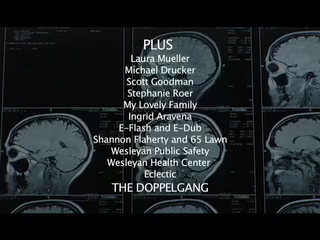 PLUS
Laura Mueller
Michael Drucker
Scott Goodman
Stephanie Roer
My Lovely Family
Ingrid Aravena
E-Flash and E-Dub
Shannon Flaherty and 65 Lawn
Wesleyan Public Safety
Wesleyan Health Center
Eclectic
THE DOPPELGANG